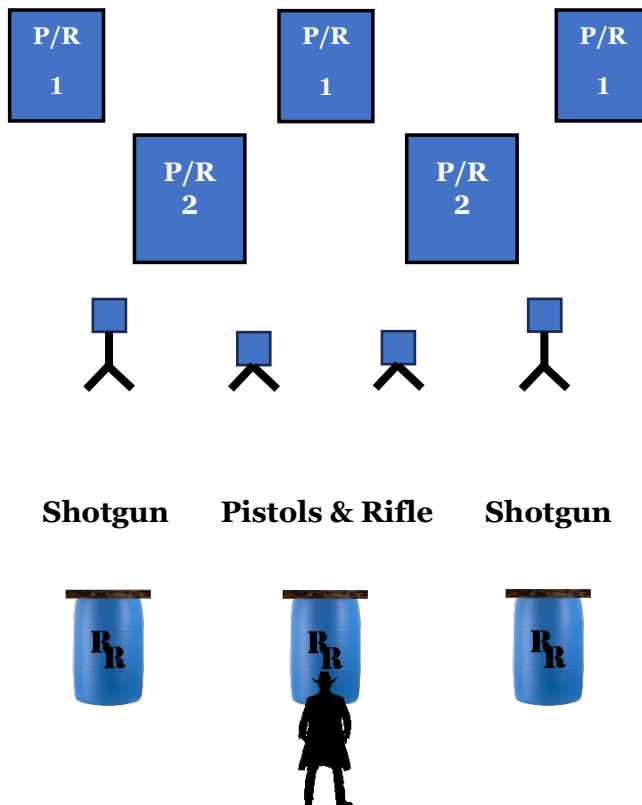 P/R
1
P/R
1
P/R
1
P/R
2
P/R
2
Shotgun
Pistols & Rifle
Shotgun
RR
RR
RR